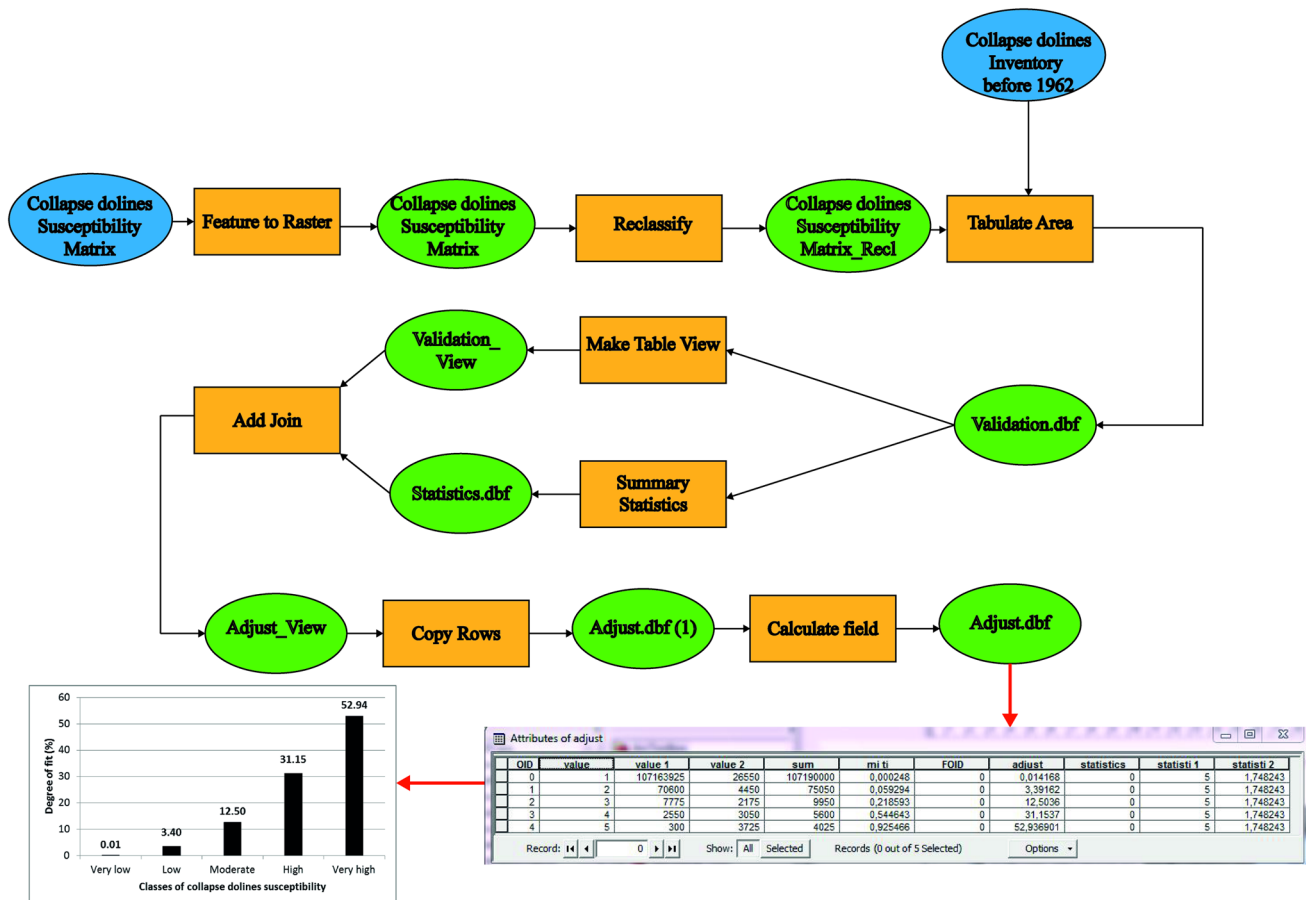 Collapse dolines
Inventory
before 1962
Collapse dolines
Susceptibility
Matrix
Feature to Raster
Collapse dolines
Susceptibility
Matrix
Reclassify
Collapse dolines
Susceptibility
Matrix_Recl
Tabulate Area
Validation_
View
Make Table View
Add Join
Validation.dbf
Statistics.dbf
Summary
Statistics
Adjust_View
Copy Rows
Adjust.dbf (1)
Calculate field
Adjust.dbf
Degree of fit (%)
60
50
40
30
20
10
0
0.01
3.40
12.50
31.15
52.94
Very low Low Moderate High Very high
Classes of collapse dolines susceptibility
Attributes of adjust
OID value value 1 value 2 sum mi ti FOID adjust statistics statisti 1 statisti 2
0 1 107163925 26550 107190000 0,000248 0 0,014168 0 5 1,748243
1 2 70600 4450 75050 0,059294 0 3,39162 0 5 1,748243
2 3 7775 2175 9950 0,218593 0 12,5036 0 5 1,748243
3 4 2550 3050 5600 0,544643 0 31,1537 0 5 1,748243
4 5 300 3725 4025 0,925466 0 52,936901 0 5 1,748243
Record: 0 Show: All Selected Records (0 out of 5 Selected) Options